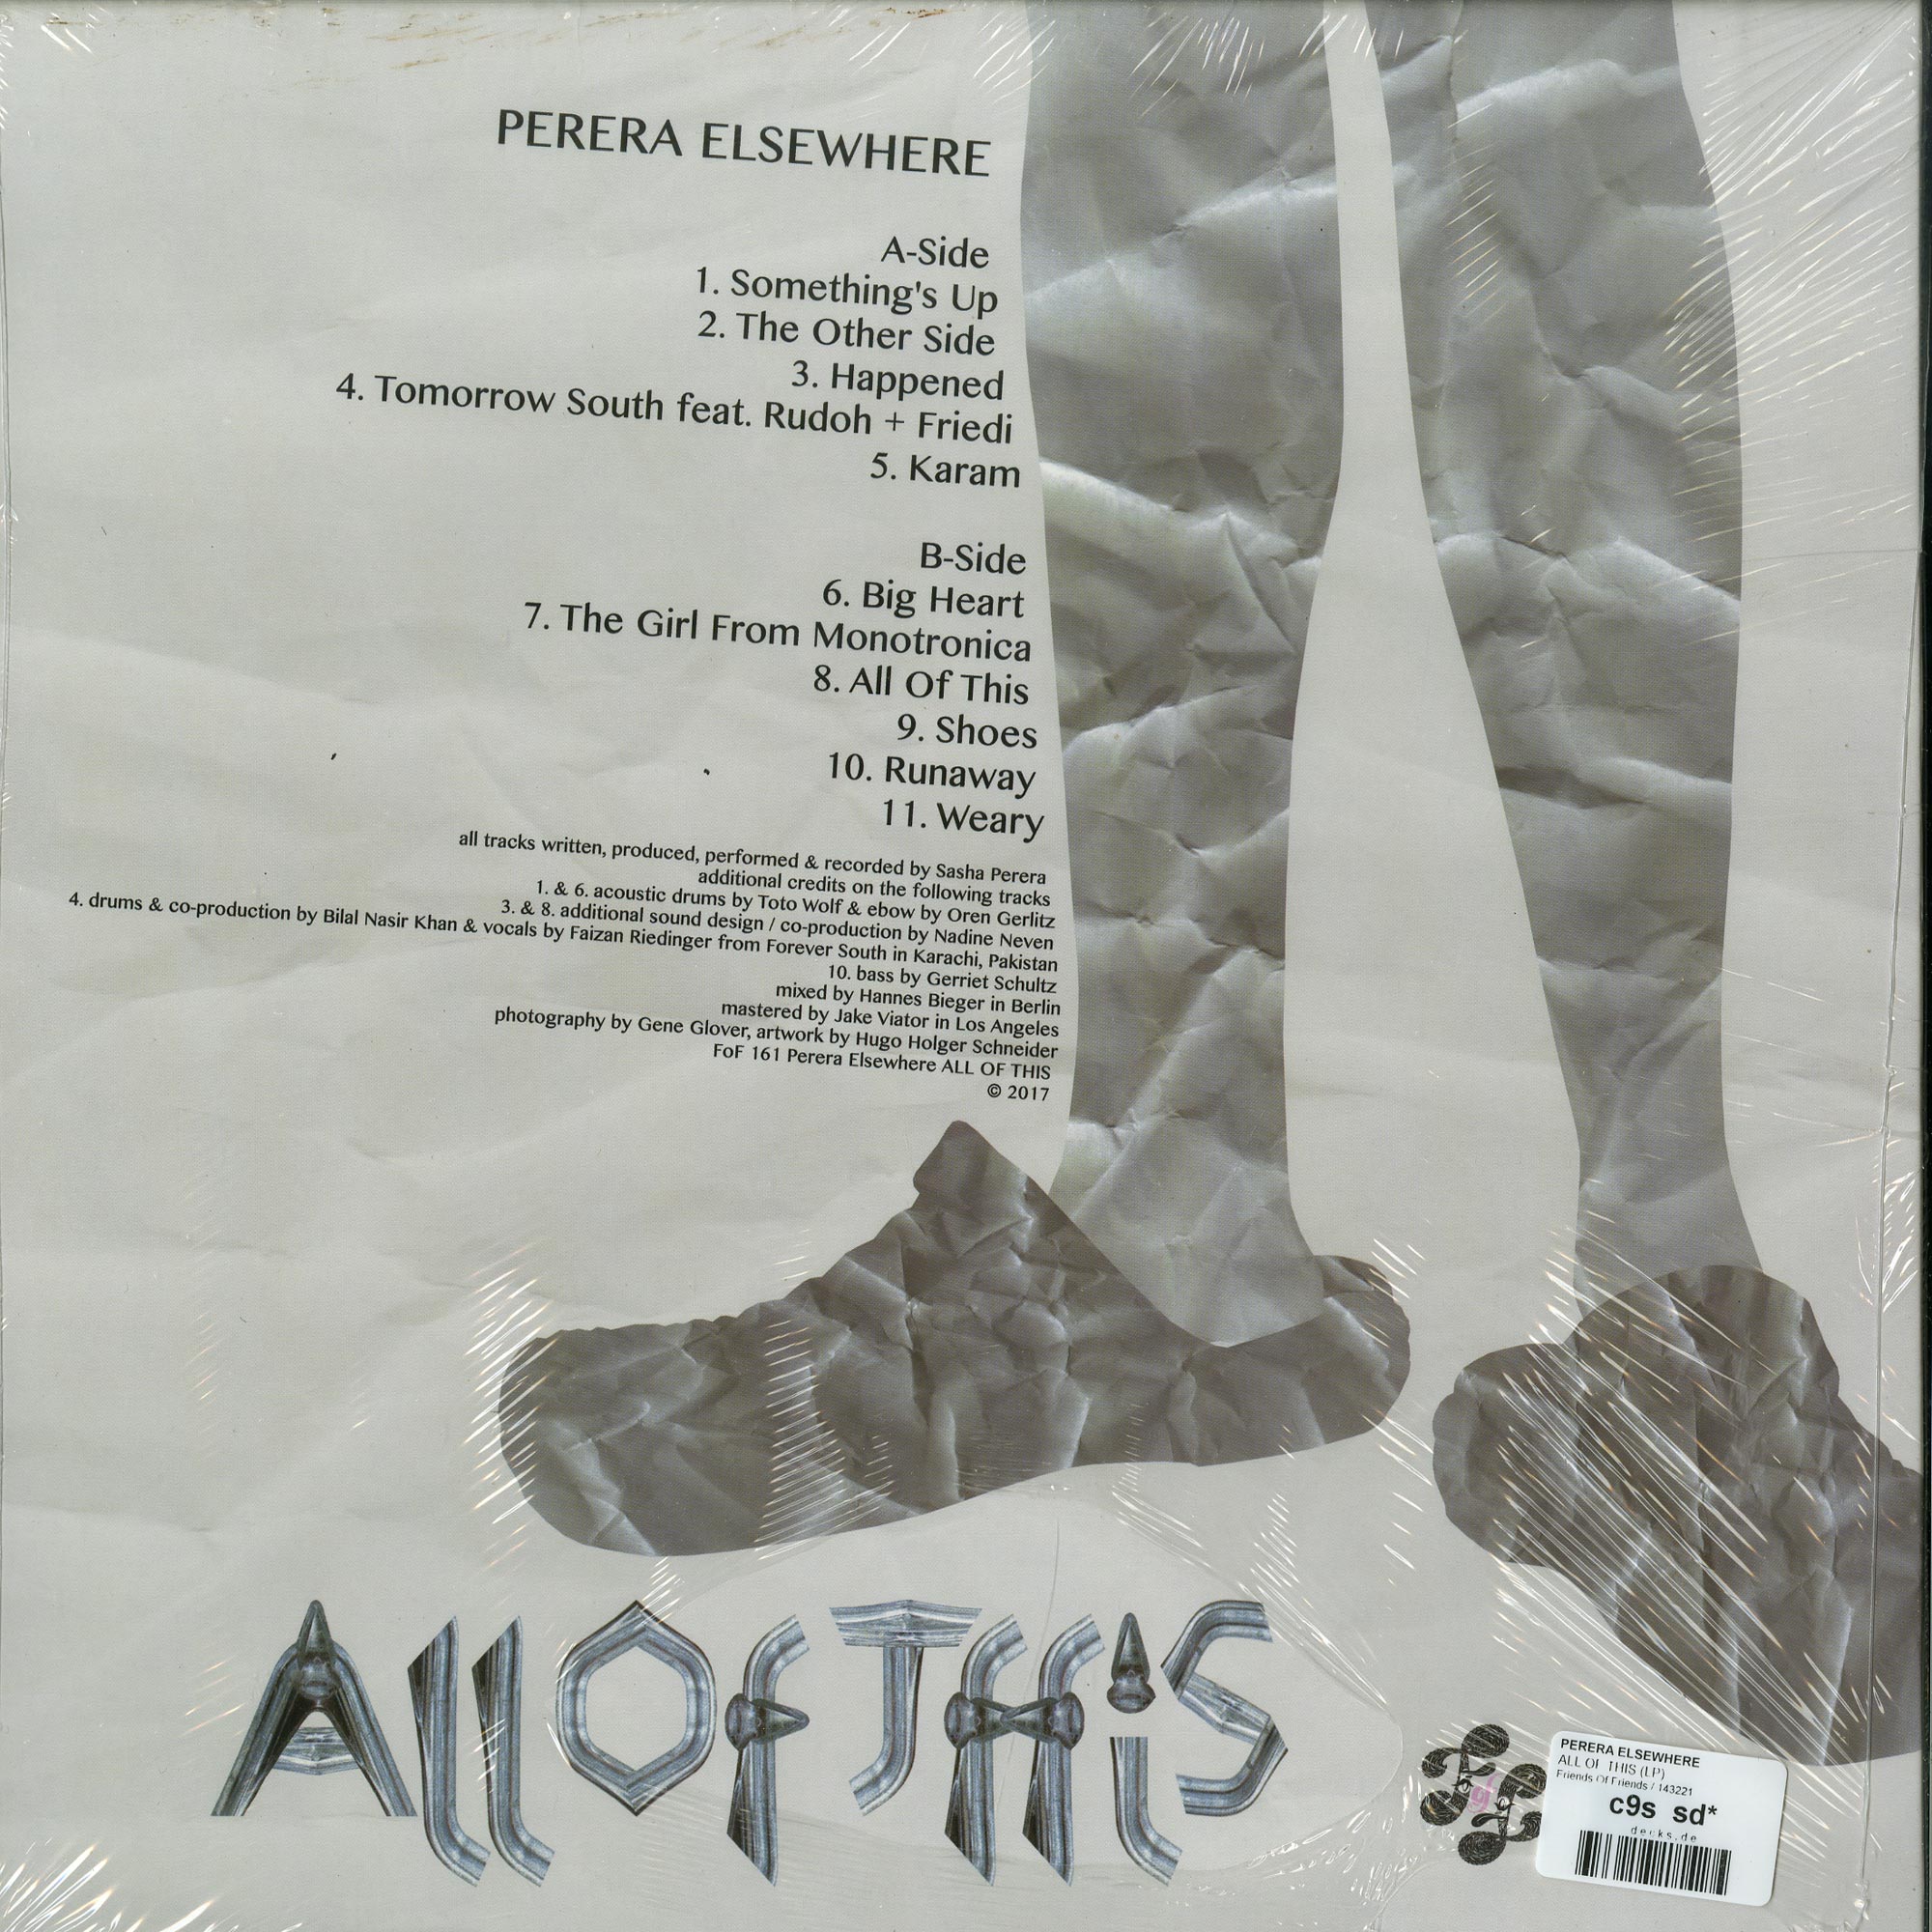 PERERA ELSEWHERE
A-Side
1. Something's Up
2. The Other Side
3. Happened
4. Tomorrow South feat. Rudoh + Friedi
5. Karam
B-Side
6. Big Heart
7. The Girl From Monotronica
8. All Of This
9. Shoes
10. Runaway
11. Weary
all tracks written, produced, performed & recorded by Sasha Perera
additional credits on the following tracks
1. & 6. acoustic drums by Toto Wolf & ebow by Oren Gerlitz
3. & 8. additional sound design / co-production by Nadine Neven
4. drums & co-production by Bilal Nasir Khan & vocals by Faizan Riedinger from Forever South in Karachi, Pakistan
10. bass by Gerriet Schultz
mixed by Hannes Bieger in Berlin
mastered by Jake Viator in Los Angeles
photography by Gene Glover, artwork by Hugo Holger Schneider
FoF 161 Perera Elsewhere ALL OF THIS
© 2017
All Of THiS
FoF
PERERA ELSEWHERE
ALL OF THIS (LP)
Friends Of Friends / 143221
c9s sd*
decks.de